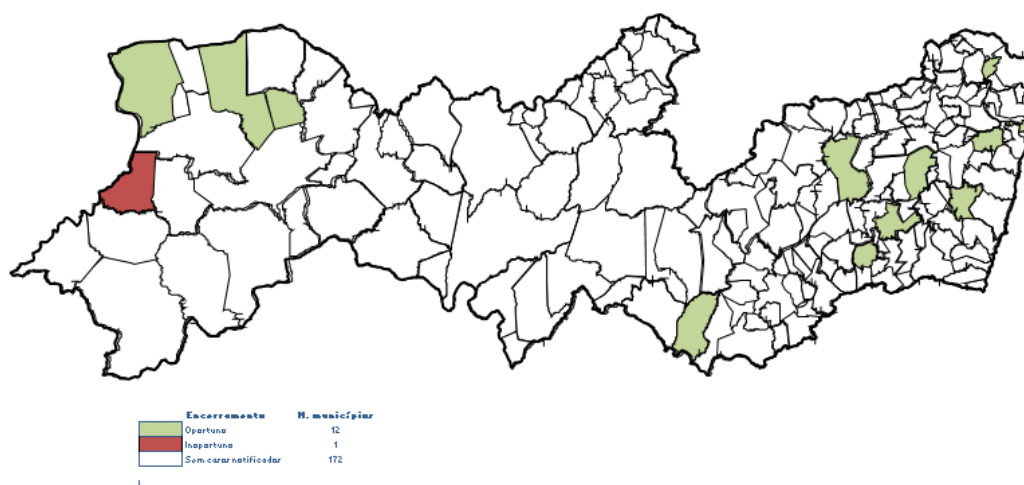 Encerramento N. municípios
Oportuno 12
Inoportuno 1
Sem casos notificados 172